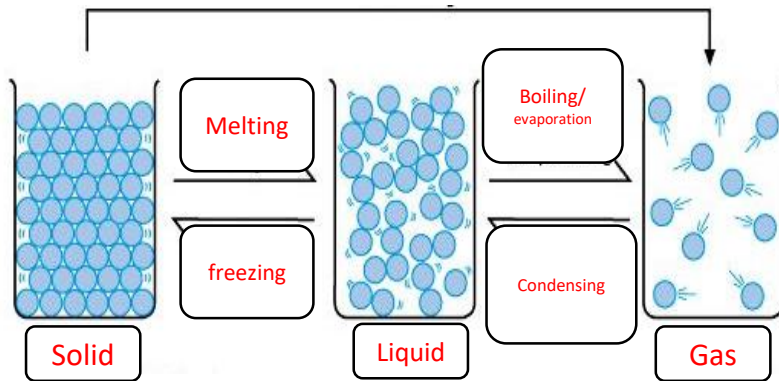 Melting
Boiling/
evaporation
freezing
Condensing
Solid
Liquid
Gas